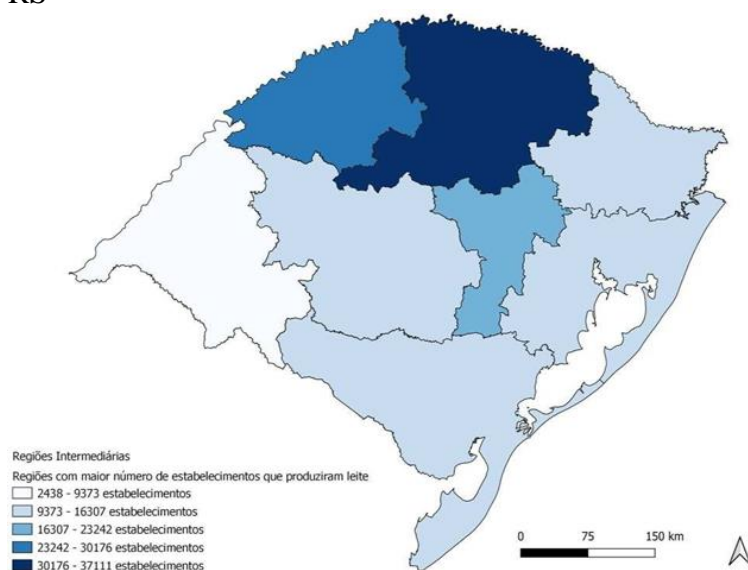 RS
Regiões Intermediárias
Regiões com maior número de estabelecimentos que produziram leite
2438 - 9373 estabelecimentos
9373 - 16307 estabelecimentos
16307 - 23242 estabelecimentos
23242 - 30176 estabelecimentos
30176 - 37111 estabelecimentos
0 75 150 km